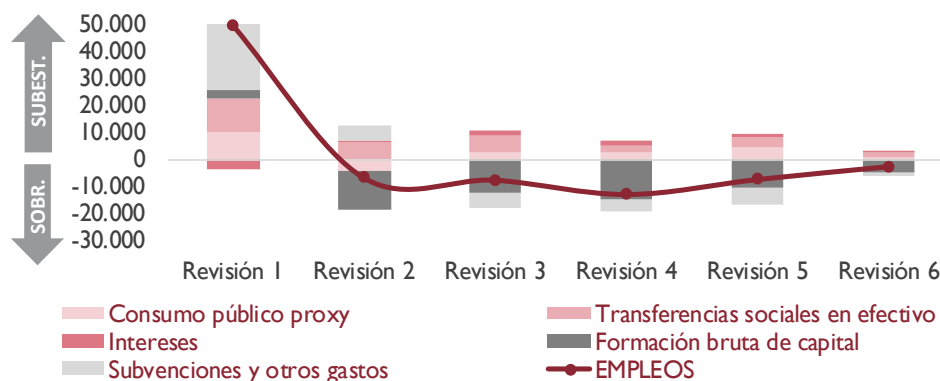 SUBEST.
SOBR.
50.000
40.000
30.000
20.000
10.000
0
-10.000
-20.000
-30.000
Revisión 1 Revisión 2 Revisión 3 Revisión 4 Revisión 5 Revisión 6
Consumo público proxy Transferencias sociales en efectivo
Intereses Formación bruta de capital
Subvenciones y otros gastos EMPLEOS